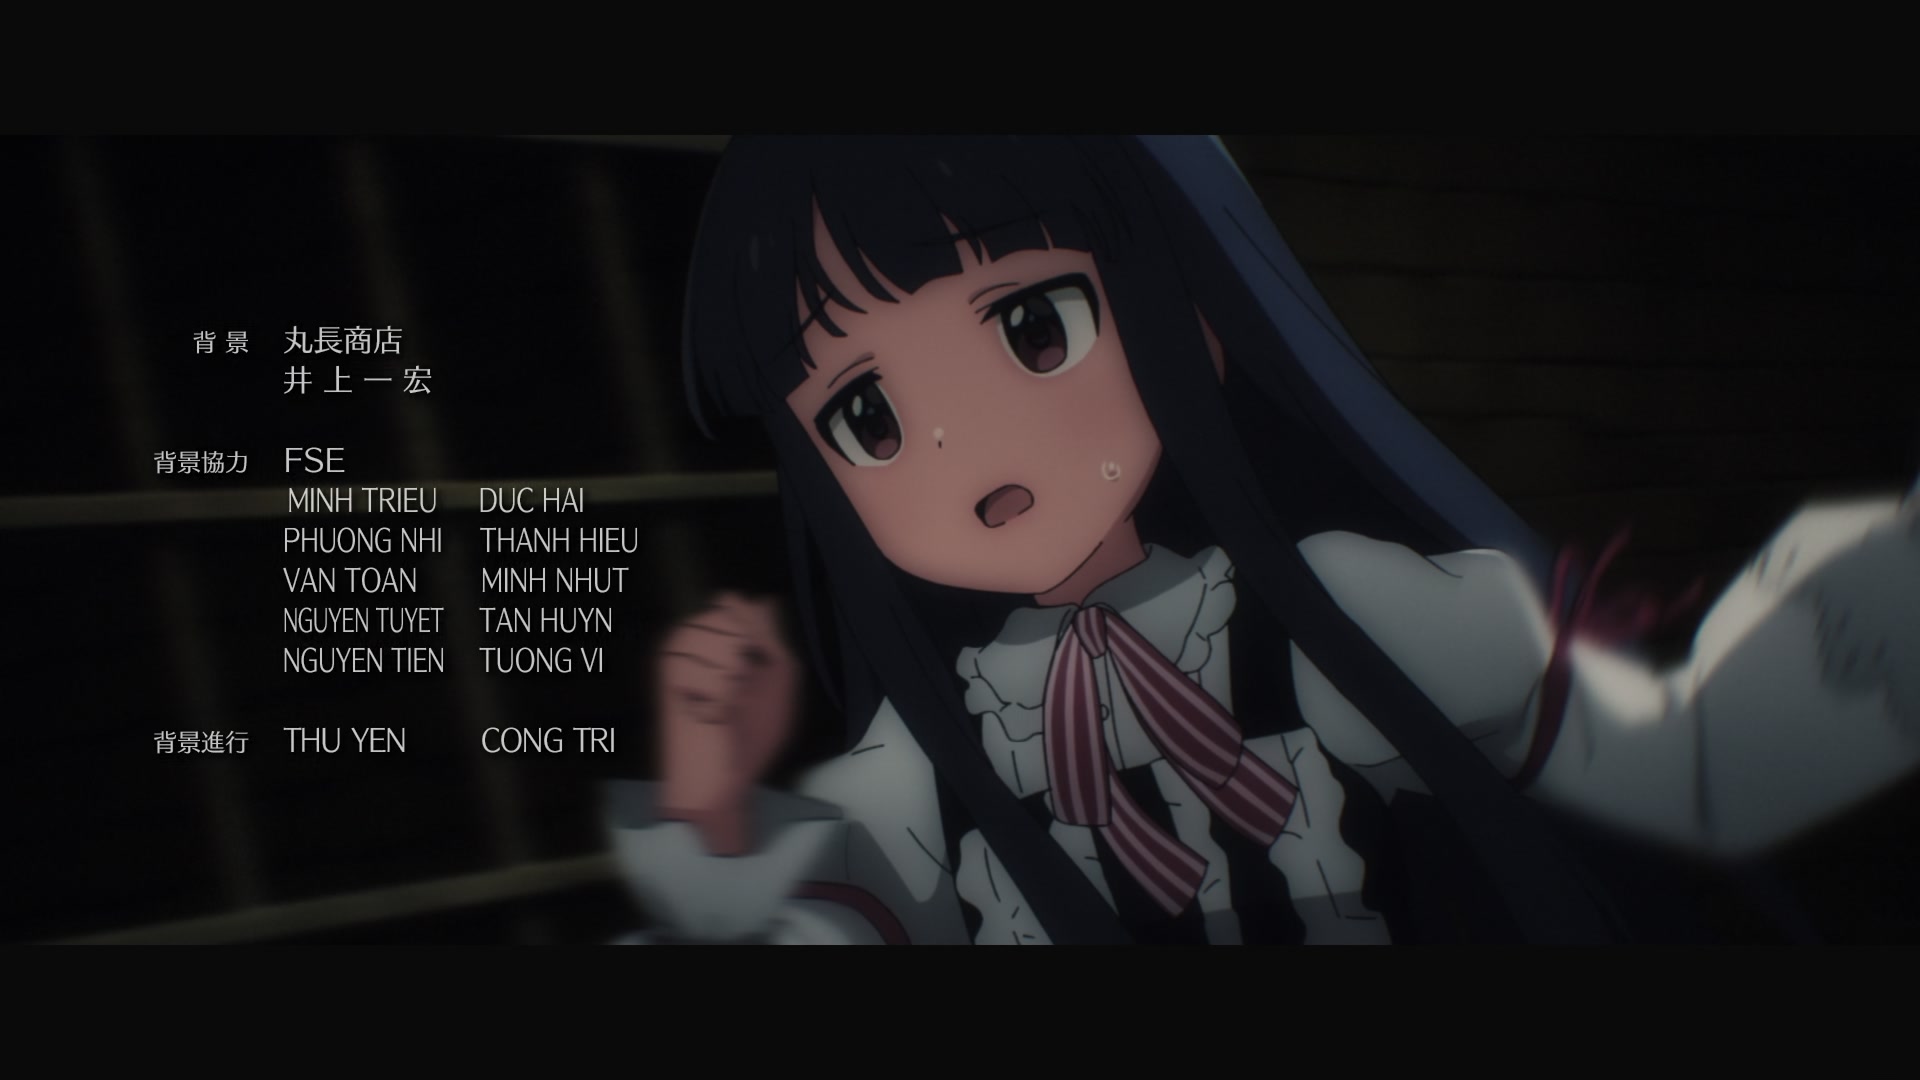 背景 丸長商店
井上一宏
背景協力 FSE
MINH TRIEU DUC HAI
PHUONG NHI THANH HIEU
VAN TOAN MINH NHUT
NGUYEN TUYET TAN HUYN
NGUYEN TIEN TUONG VI
背景進行 THU YEN CONG TRI